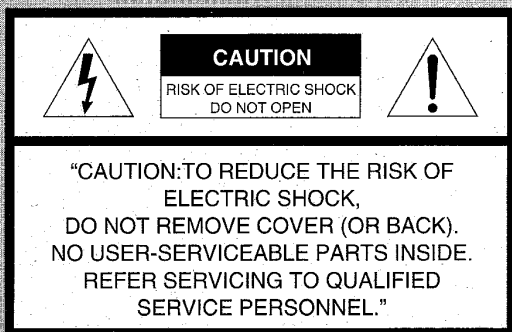 CAUTION
RISK OF ELECTRIC SHOCK
DO NOT OPEN
“CAUTION:TO REDUCE THE RISK OF
ELECTRIC SHOCK,
DO NOT REMOVE COVER (OR BACK).
NO USER-SERVICEABLE PARTS INSIDE.
REFER SERVICING TO QUALIFIED
SERVICE PERSONNEL.”